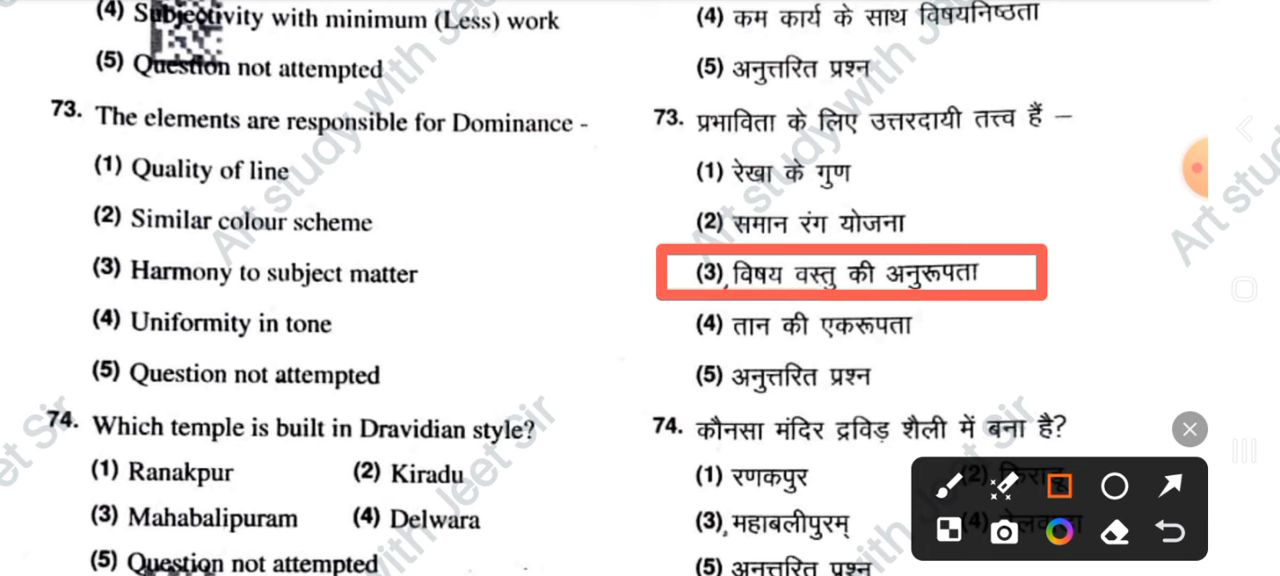 (4) Subjectivity with minimum (Less) work
(5) Question not attempted
73. The elements are responsible for Dominance -
(1) Quality of line
(2) Similar colour scheme
(3) Harmony to subject matter
(4) Uniformity in tone
(5) Question not attempted
74. Which temple is built in Dravidian style?
(1) Ranakpur (2) Kiradu
(3) Mahabalipuram (4) Delwara
(5) Question not attempted
(4) कम कार्य के साथ विषयनिष्ठता
(5) अनुत्तरित प्रश्न
73. प्रभाविता के लिए उत्तरदायी तत्त्व हैं –
(1) रेखा के गुण
(2) समान रंग योजना
(3) विषय वस्तु की अनुरूपता
(4) तान की एकरूपता
(5) अनुत्तरित प्रश्न
74. कौनसा मंदिर द्रविड़ शैली में बना है?
(1) रणकपुर (2)
(3) महाबलीपुरम् (4)
(5) अनुत्तरित प्रश्न
Art study with Jeet Sir